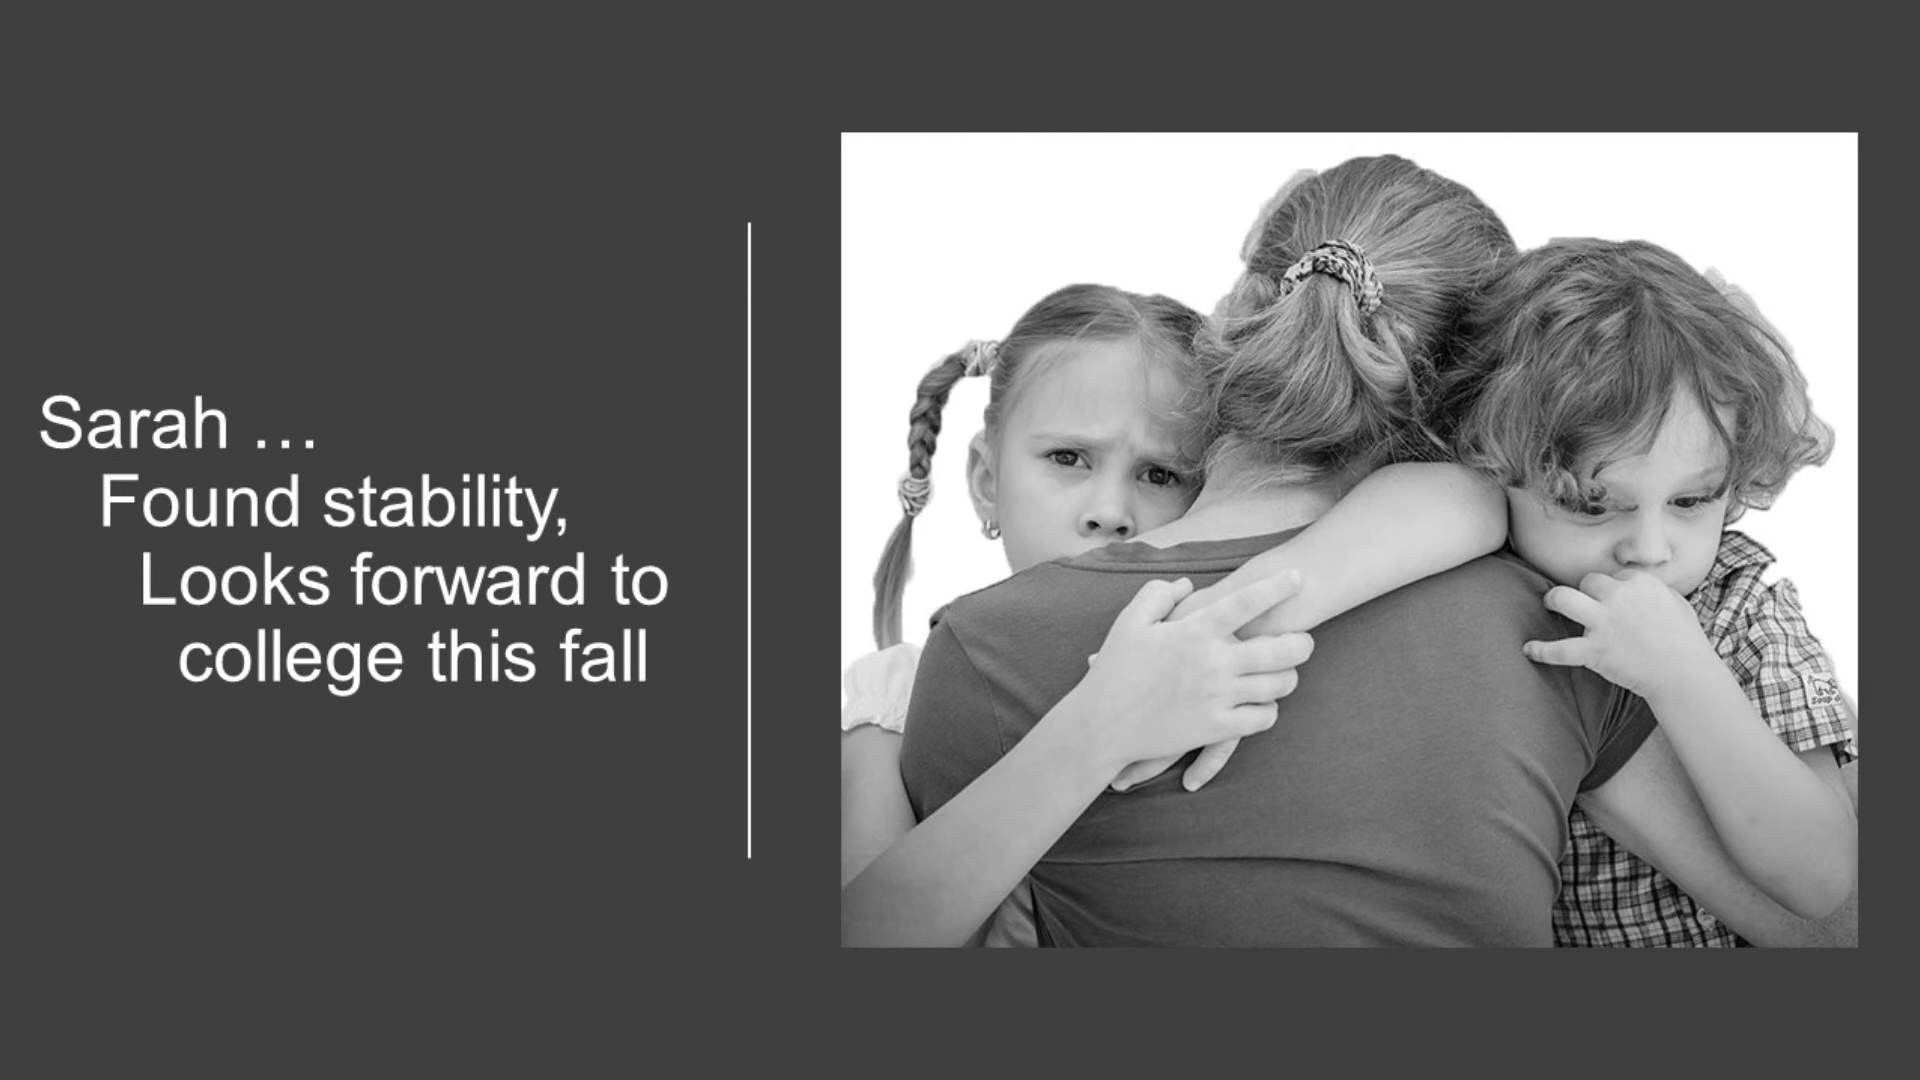 Sarah …
Found stability,
Looks forward to
college this fall